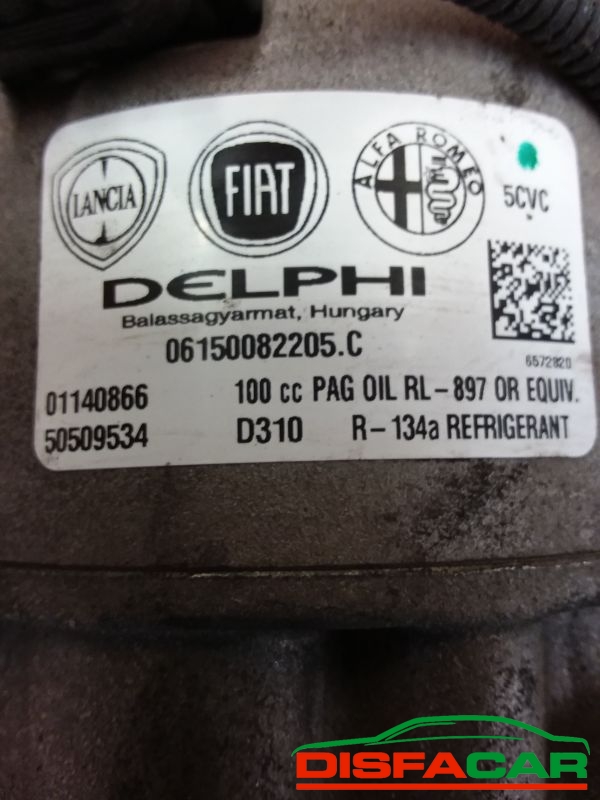 LANCIA
FIAT
ALFA ROMEO
5CVC
DELPHI
Balassagyarmat, Hungary
06150082205.C
6572820
01140866 100 cc PAG OIL RL-897 OR EQUIV.
50509534 D310 R-134a REFRIGERANT
DISFACAR